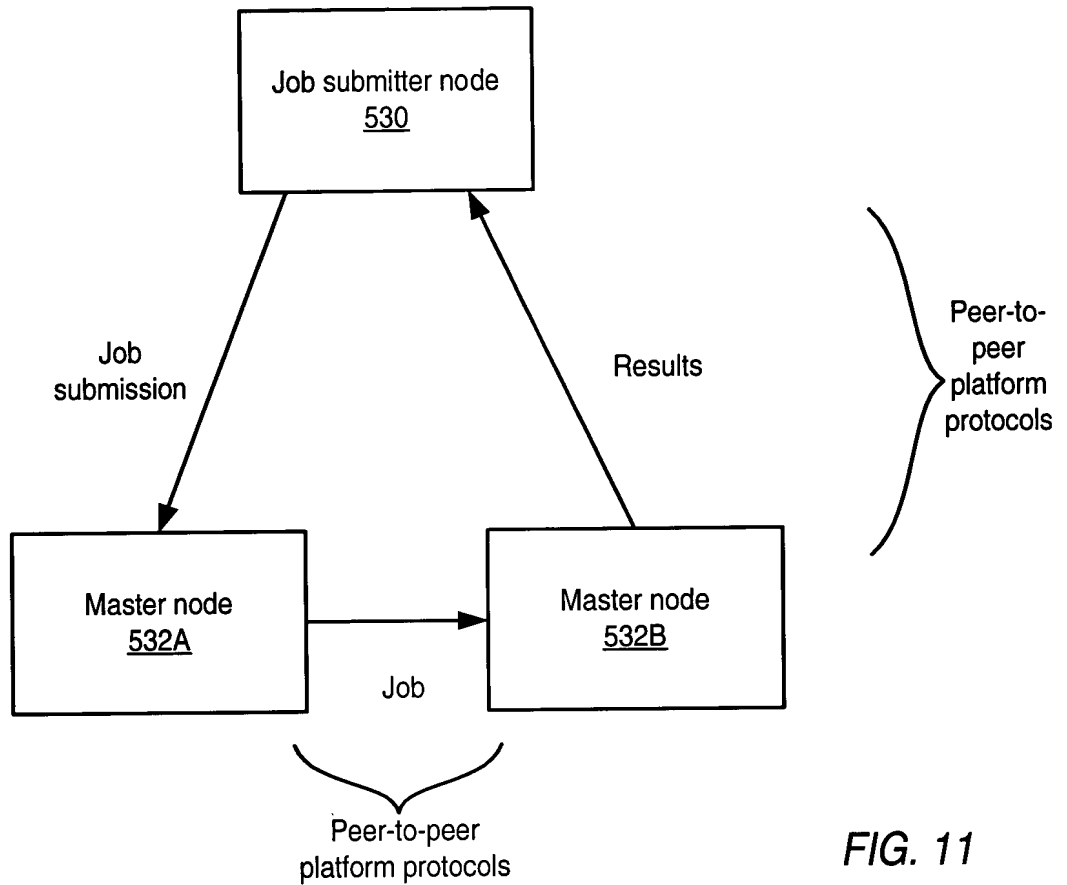 Job submitter node
530
Job
submission
Results
Peer-to-
peer
platform
protocols
Master node
532A
Job
Master node
532B
Peer-to-peer
platform protocols
FIG. 11